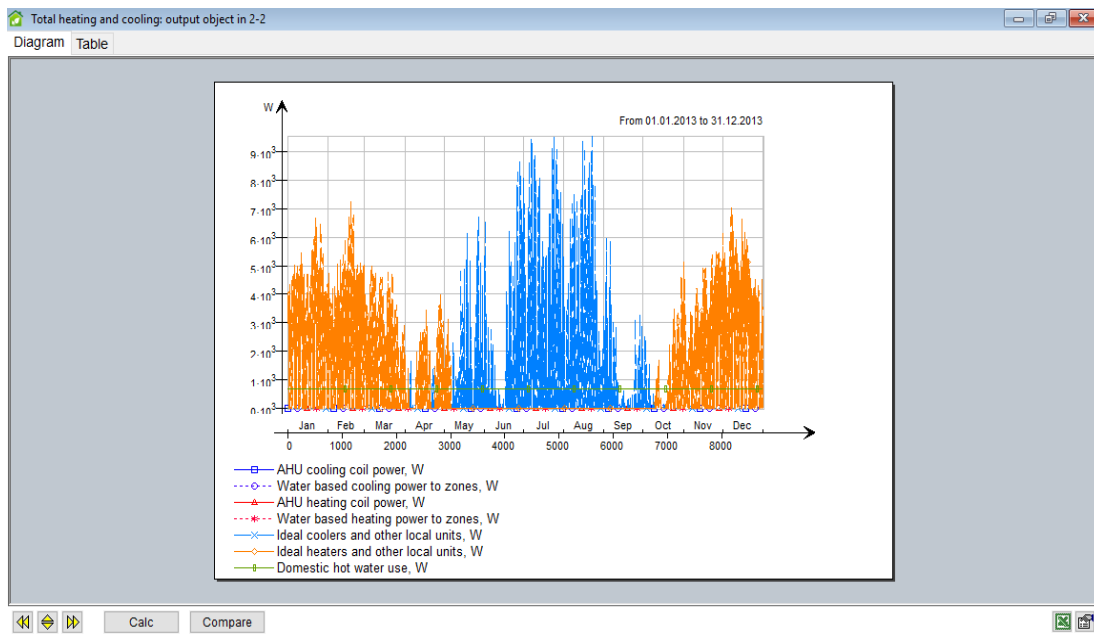 Total heating and cooling: output object in 2-2
Diagram Table
W
From 01.01.2013 to 31.12.2013
9·10³
8·10³
7·10³
6·10³
5·10³
4·10³
3·10³
2·10³
1·10³
0·10³
Jan Feb Mar Apr May Jun Jul Aug Sep Oct Nov Dec
0 1000 2000 3000 4000 5000 6000 7000 8000
AHU cooling coil power, W
Water based cooling power to zones, W
AHU heating coil power, W
Water based heating power to zones, W
Ideal coolers and other local units, W
Ideal heaters and other local units, W
Domestic hot water use, W
Calc Compare